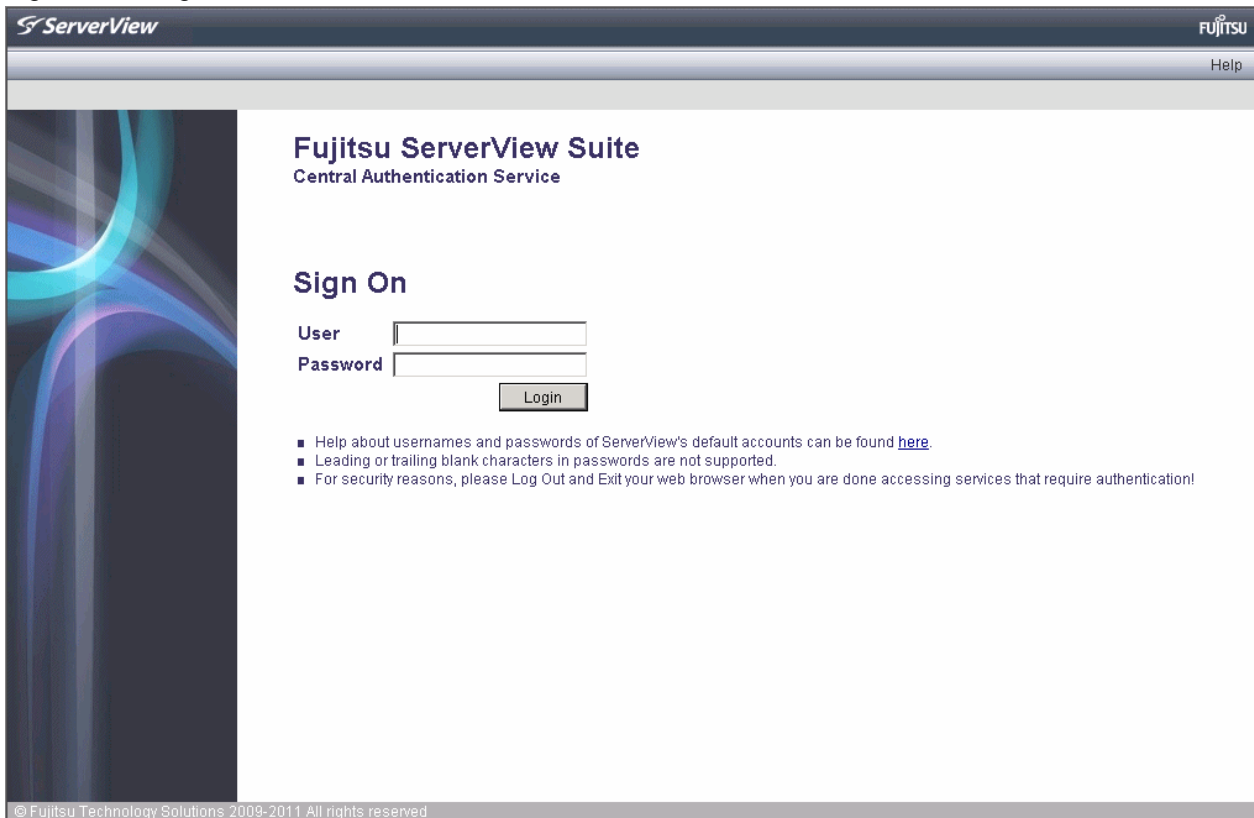 ServerView
FUJITSU
Help
Fujitsu ServerView Suite
Central Authentication Service
Sign On
User
Password
Login
Help about usernames and passwords of ServerView's default accounts can be found here.
Leading or trailing blank characters in passwords are not supported.
For security reasons, please Log Out and Exit your web browser when you are done accessing services that require authentication!
© Fujitsu Technology Solutions 2009-2011 All rights reserved